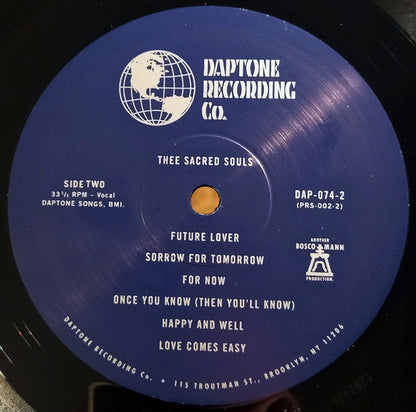 DAPTONE
RECORDING
Co.
THEE SACRED SOULS
SIDE TWO
33⅓ RPM – Vocal
DAPTONE SONGS, BMI.
DAP-074-2
(PRS-002-2)
FUTURE LOVER
SORROW FOR TOMORROW
FOR NOW
ONCE YOU KNOW (THEN YOU'LL KNOW)
HAPPY AND WELL
LOVE COMES EASY
ANOTHER
BOSCO MANN
PRODUCTION.
DAPTONE RECORDING Co. * 115 TROUTMAN ST., BROOKLYN, NY 11206